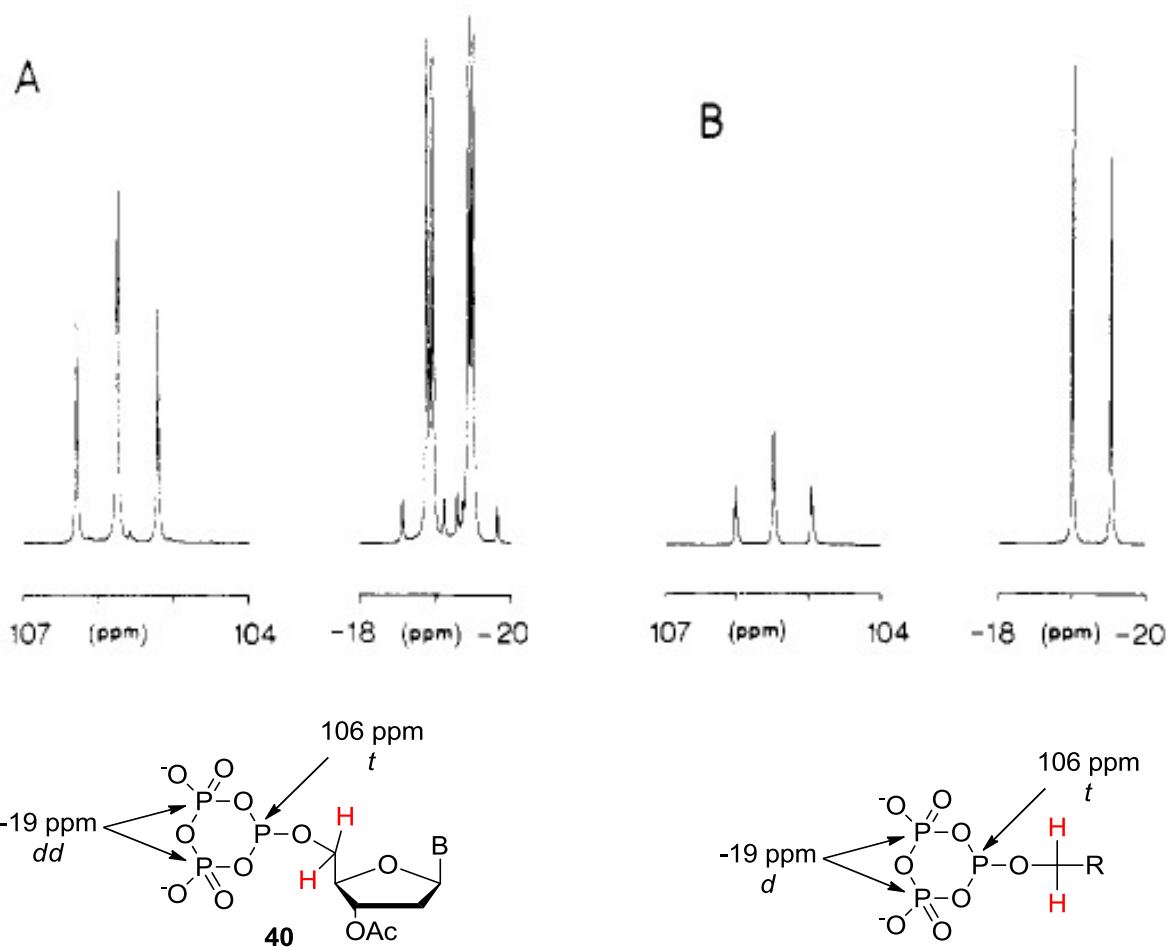 A
B
107 (ppm) 104
-18 (ppm) -20
107 (ppm) 104
-18 (ppm) -20
106 ppm
t
-O O
P O H
-19 ppm O P O B
dd P O H O
-O O
OAc
40
106 ppm
t
-O O
P O H
-19 ppm O P O R
d P O H
-O O